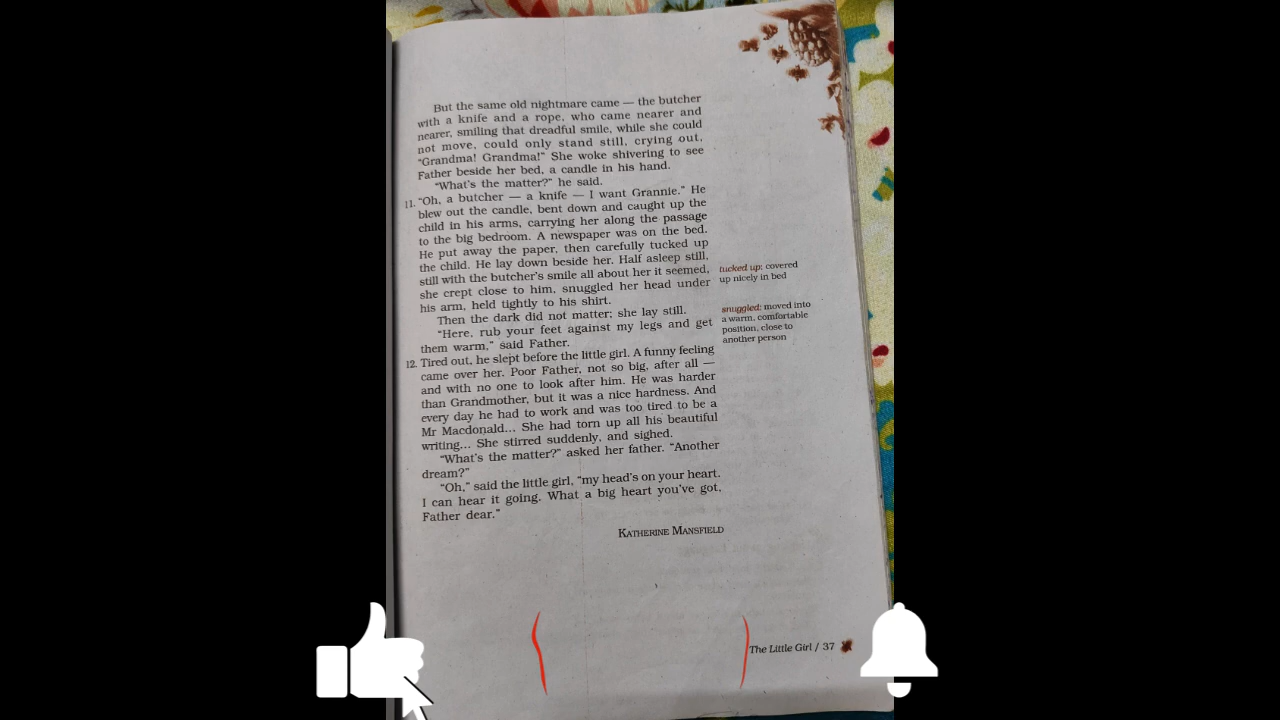 But the same old nightmare came — the butcher
with a knife and a rope, who came nearer and
nearer, smiling that dreadful smile, while she could
not move, could only stand still, crying out,
“Grandma! Grandma!” She woke shivering to see
Father beside her bed, a candle in his hand.
“What’s the matter?” he said.
11. “Oh, a butcher — a knife — I want Grannie.” He
blew out the candle, bent down and caught up the
child in his arms, carrying her along the passage
to the big bedroom. A newspaper was on the bed.
He put away the paper, then carefully tucked up
the child. He lay down beside her. Half asleep still,
still with the butcher’s smile all about her it seemed,
she crept close to him, snuggled her head under
his arm, held tightly to his shirt.
tucked up: covered
up nicely in bed
Then the dark did not matter; she lay still.
“Here, rub your feet against my legs and get
them warm,” said Father.
snuggled: moved into
a warm, comfortable
position, close to
another person
12. Tired out, he slept before the little girl. A funny feeling
came over her. Poor Father, not so big, after all —
and with no one to look after him. He was harder
than Grandmother, but it was a nice hardness. And
every day he had to work and was too tired to be a
Mr Macdonald... She had torn up all his beautiful
writing... She stirred suddenly, and sighed.
“What’s the matter?” asked her father. “Another
dream?”
“Oh,” said the little girl, “my head’s on your heart.
I can hear it going. What a big heart you’ve got,
Father dear.”
KATHERINE MANSFIELD
The Little Girl / 37